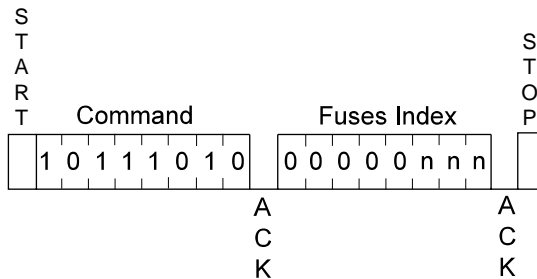 START
STOP
Command
Fuses Index
1 0 1 1 1 0 1 0
0 0 0 0 0 n n n
ACK
ACK